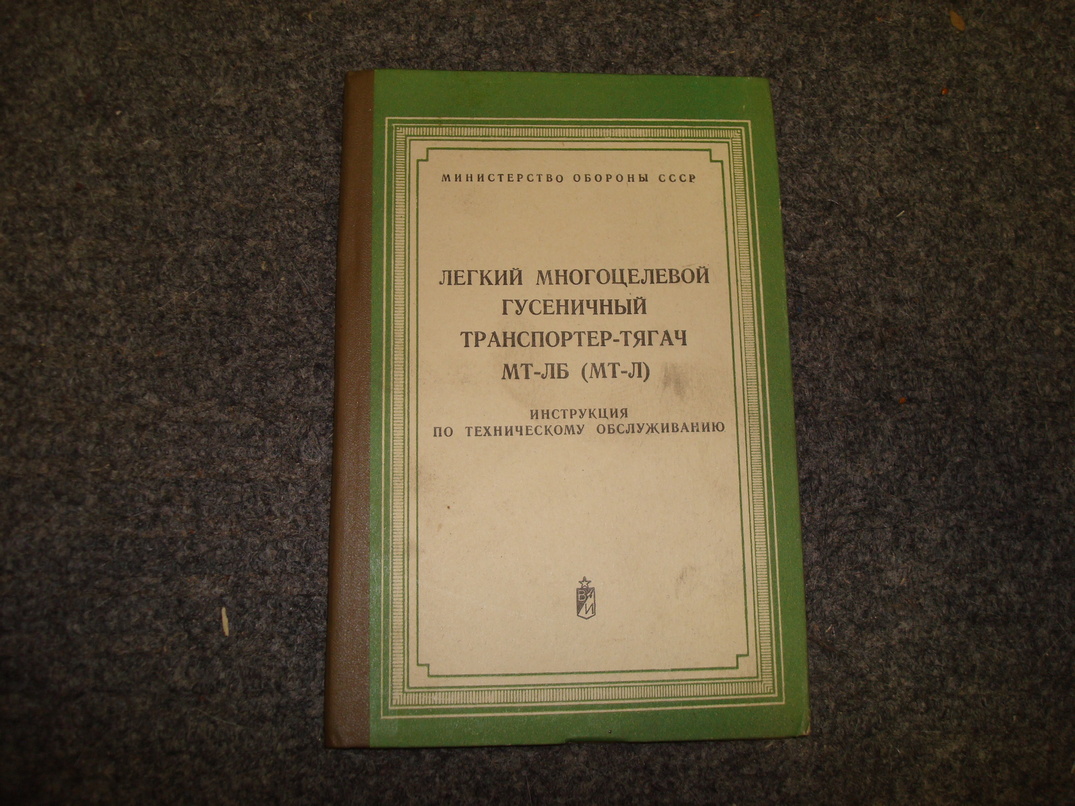 МИНИСТЕРСТВО ОБОРОНЫ СССР
ЛЕГКИЙ МНОГОЦЕЛЕВОЙ
ГУСЕНИЧНЫЙ
ТРАНСПОРТЕР-ТЯГАЧ
МТ-ЛБ (МТ-Л)
ИНСТРУКЦИЯ
ПО ТЕХНИЧЕСКОМУ ОБСЛУЖИВАНИЮ